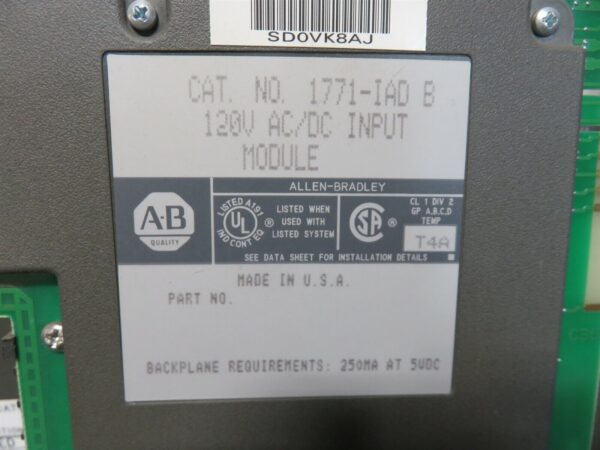 SD0VK8AJ
CAT. NO. 1771-IAD B
120V AC/DC INPUT
MODULE
ALLEN-BRADLEY
A-B
QUALITY
LISTED A191
UL
IND CONT EQ
®
LISTED WHEN
USED WITH
LISTED SYSTEM
SA
®
CL 1 DIV 2
GP A,B,C,D
TEMP
T4A
SEE DATA SHEET FOR INSTALLATION DETAILS
MADE IN U.S.A.
PART NO.
BACKPLANE REQUIREMENTS: 250MA AT 5VDC